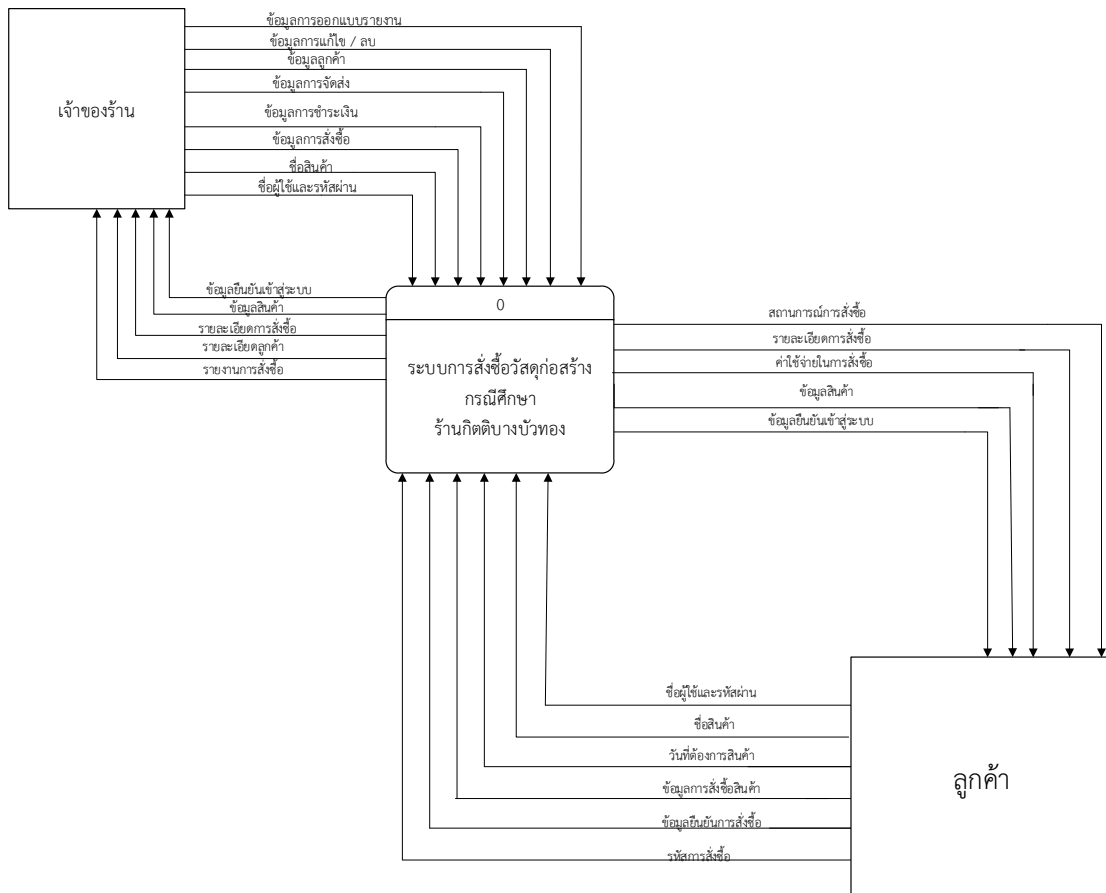 ข้อมูลการออกแบบรายงาน
ข้อมูลการแก้ไข / ลบ
ข้อมูลลูกค้า
ข้อมูลการจัดส่ง
เจ้าของร้าน
ข้อมูลการชำระเงิน
ข้อมูลการสั่งซื้อ
ชื่อสินค้า
ชื่อผู้ใช้และรหัสผ่าน
ข้อมูลยืนยันเข้าสู่ระบบ
ข้อมูลสินค้า
รายละเอียดการสั่งซื้อ
รายละเอียดลูกค้า
รายงานการสั่งซื้อ
0
ระบบการสั่งซื้อวัสดุก่อสร้าง
กรณีศึกษา
ร้านกิตติบางบัวทอง
สถานการณ์การสั่งซื้อ
รายละเอียดการสั่งซื้อ
ค่าใช้จ่ายในการสั่งซื้อ
ข้อมูลสินค้า
ข้อมูลยืนยันเข้าสู่ระบบ
ชื่อผู้ใช้และรหัสผ่าน
ชื่อสินค้า
วันที่ต้องการสินค้า
ข้อมูลการสั่งซื้อสินค้า
ข้อมูลยืนยันการสั่งซื้อ
รหัสการสั่งซื้อ
ลูกค้า